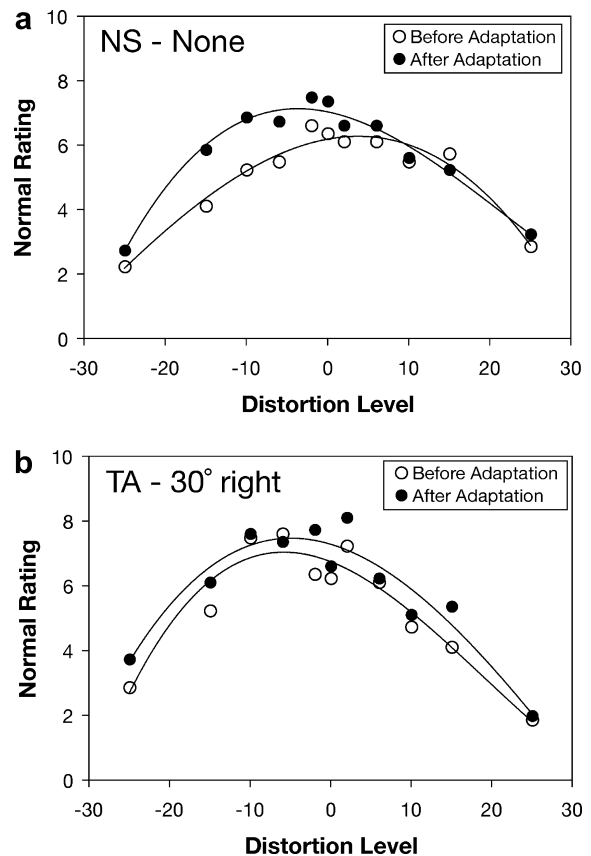 a
NS - None
Before Adaptation
After Adaptation
Normal Rating
10
8
6
4
2
0
-30 -20 -10 0 10 20 30
Distortion Level
b
TA - 30° right
Before Adaptation
After Adaptation
Normal Rating
10
8
6
4
2
0
-30 -20 -10 0 10 20 30
Distortion Level